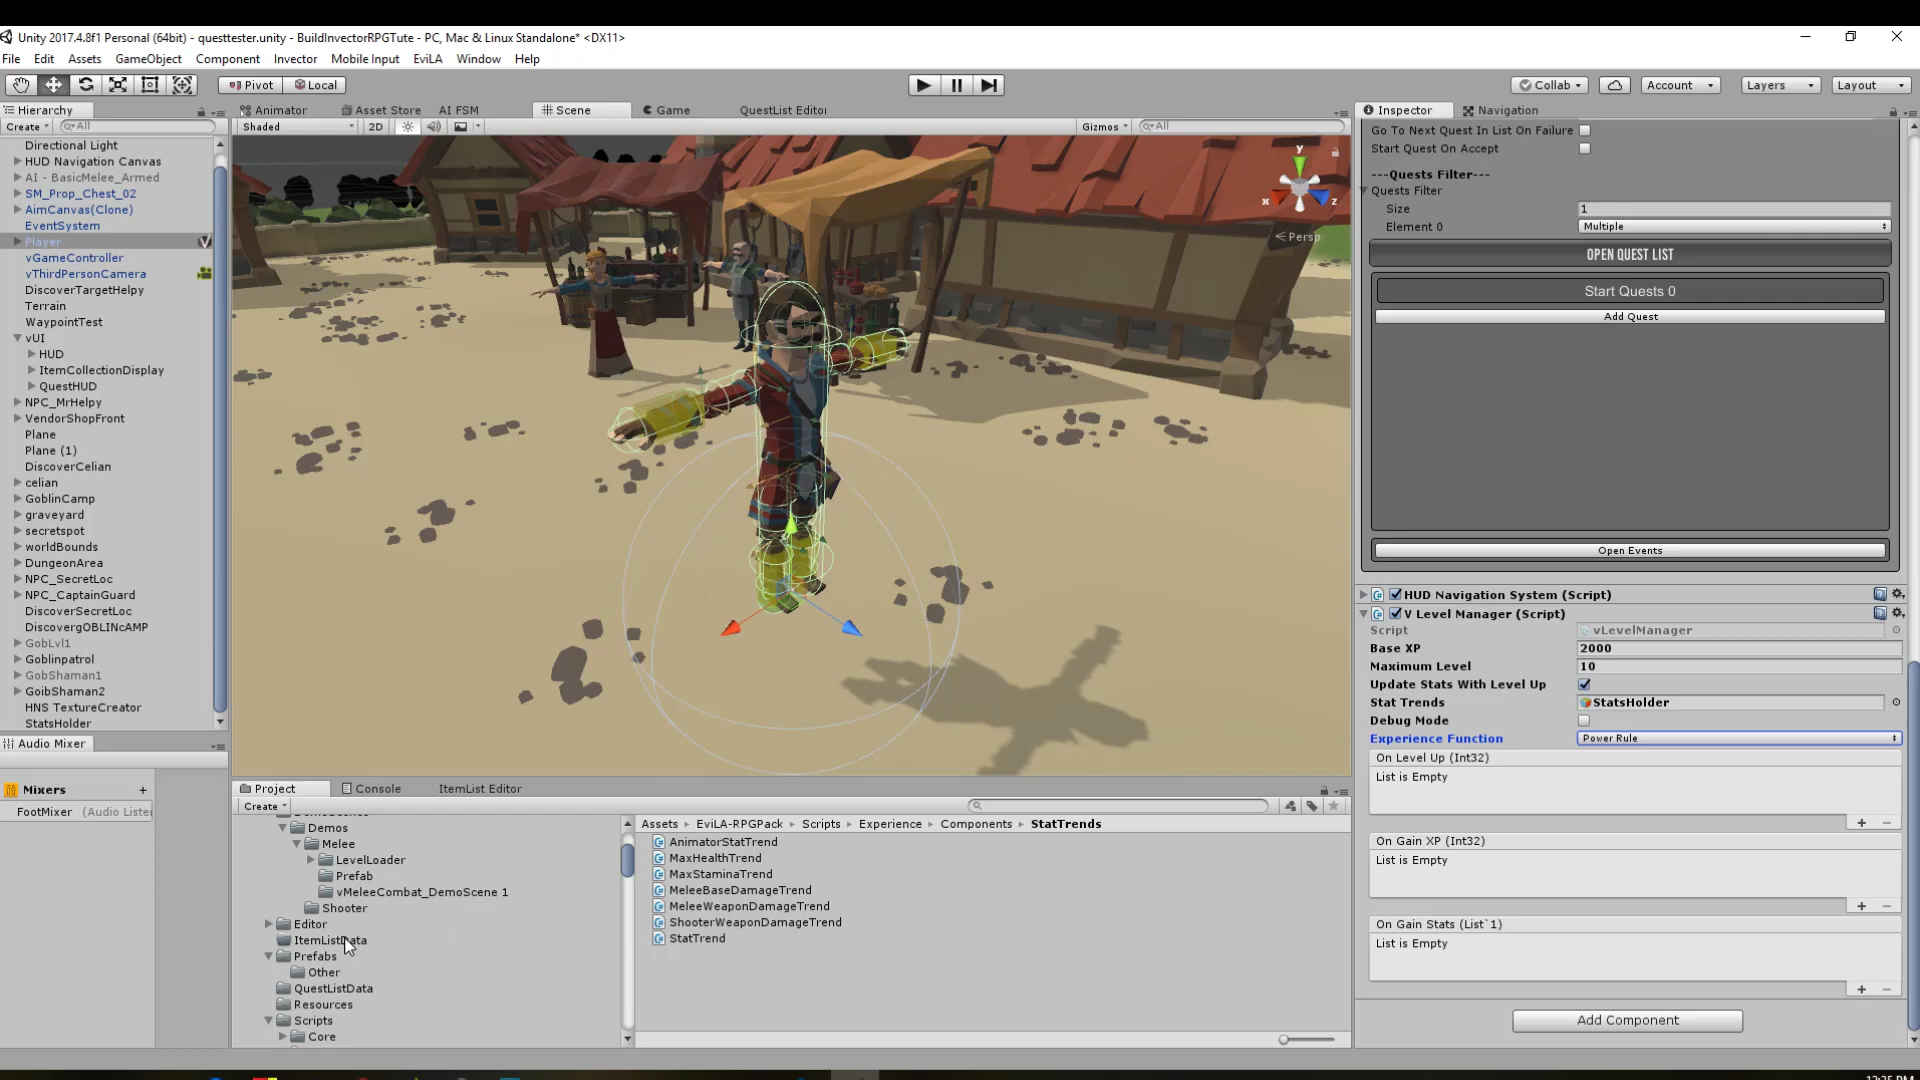 Unity 2017.4.8f1 Personal (64bit) - questtester.unity - BuildInvectorRPGTute - PC, Mac & Linux Standalone* <DX11>
File Edit Assets GameObject Component Invector Mobile Input EviLA Window Help
Pivot Local Collab Account Layers Layout
Hierarchy
Create All
Directional Light
HUD Navigation Canvas
AI - BasicMelee_Armed
SM_Prop_Chest_02
AimCanvas(Clone)
EventSystem
Player
vGameController
vThirdPersonCamera
DiscoverTargetHelpy
Terrain
WaypointTest
vUI
HUD
ItemCollectionDisplay
QuestHUD
NPC_MrHelpy
VendorShopFront
Plane
Plane (1)
DiscoverCelian
celian
GoblinCamp
graveyard
secretspot
worldBounds
DungeonArea
NPC_SecretLoc
NPC_CaptainGuard
DiscoverSecretLoc
DiscovergOBLINcAMP
GobLvl1
Goblinpatrol
GobShaman1
GoibShaman2
HNS TextureCreator
StatsHolder
Audio Mixer
Mixers +
FootMixer (Audio Listen
Animator Asset Store AI FSM Scene Game QuestList Editor
Shaded 2D Gizmos All
y
x z
Persp
Project Console ItemList Editor
Create
Demos
Melee
LevelLoader
Prefab
vMeleeCombat_DemoScene 1
Shooter
Editor
ItemListData
Prefabs
Other
QuestListData
Resources
Scripts
Core
Assets EviLA-RPGPack Scripts Experience Components StatTrends
AnimatorStatTrend
MaxHealthTrend
MaxStaminaTrend
MeleeBaseDamageTrend
MeleeWeaponDamageTrend
ShooterWeaponDamageTrend
StatTrend
Inspector Navigation
Go To Next Quest In List On Failure
Start Quest On Accept
---Quests Filter---
Quests Filter
Size 1
Element 0 Multiple
OPEN QUEST LIST
Start Quests 0
Add Quest
Open Events
HUD Navigation System (Script)
V Level Manager (Script)
Script vLevelManager
Base XP 2000
Maximum Level 10
Update Stats With Level Up
Stat Trends StatsHolder
Debug Mode
Experience Function Power Rule
On Level Up (Int32)
List is Empty
+ −
On Gain XP (Int32)
List is Empty
+ −
On Gain Stats (List`1)
List is Empty
+ −
Add Component